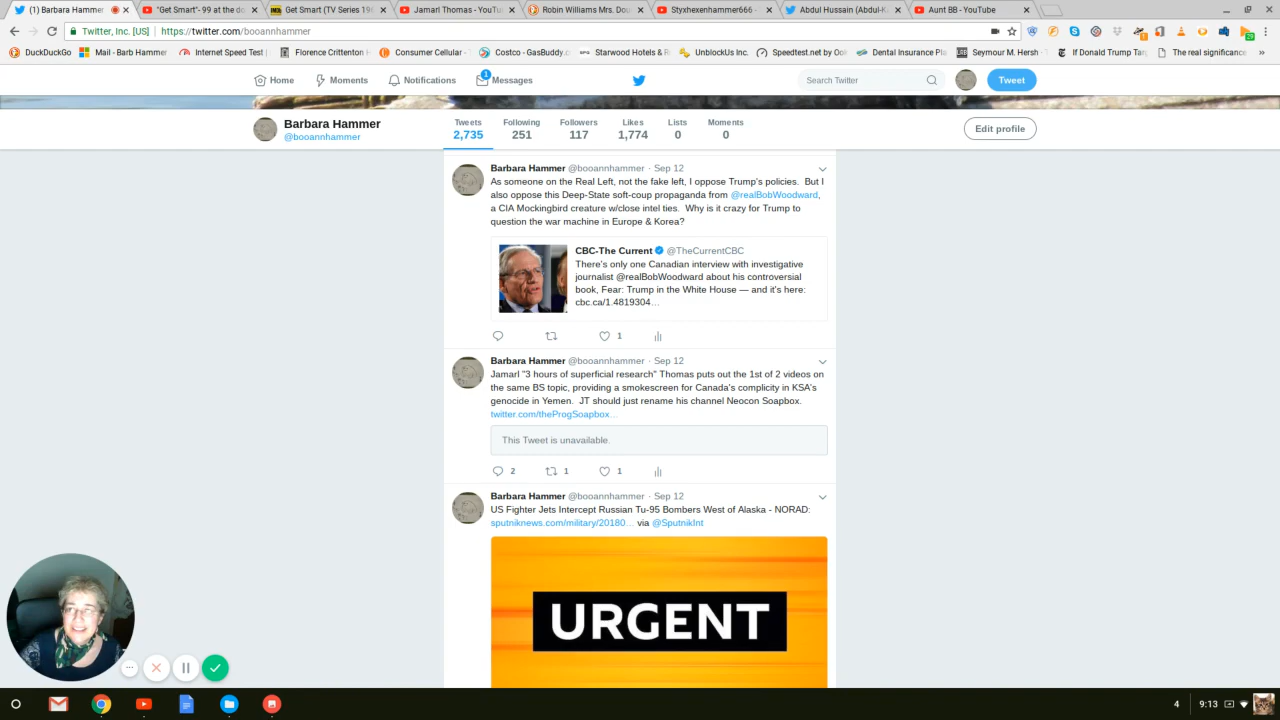 (1) Barbara Hammer
"Get Smart"- 99 at the do
Get Smart (TV Series 196
Jamarl Thomas - YouTu
Robin Williams Mrs. Dou
Styxhexenhammer666 -
Abdul Hussain (Abdul-K
Aunt BB - YouTube
Twitter, Inc. [US] https://twitter.com/booannhammer
DuckDuckGo
Mail - Barb Hammer
Internet Speed Test |
Florence Crittenton H
Consumer Cellular -
Costco - GasBuddy.c
Starwood Hotels & R
UnblockUs Inc.
Speedtest.net by Ook
Dental Insurance Pla
Seymour M. Hersh -
If Donald Trump Targ
The real significance
Home
Moments
Notifications
1
Messages
Search Twitter
Tweet
Barbara Hammer
@booannhammer
Tweets Following Followers Likes Lists Moments
2,735 251 117 1,774 0 0
Edit profile
Barbara Hammer @booannhammer · Sep 12
As someone on the Real Left, not the fake left, I oppose Trump's policies. But I
also oppose this Deep-State soft-coup propaganda from @realBobWoodward,
a CIA Mockingbird creature w/close intel ties. Why is it crazy for Trump to
question the war machine in Europe & Korea?
CBC-The Current @TheCurrentCBC
There's only one Canadian interview with investigative
journalist @realBobWoodward about his controversial
book, Fear: Trump in the White House — and it's here:
cbc.ca/1.4819304…
1
Barbara Hammer @booannhammer · Sep 12
Jamarl "3 hours of superficial research" Thomas puts out the 1st of 2 videos on
the same BS topic, providing a smokescreen for Canada's complicity in KSA's
genocide in Yemen. JT should just rename his channel Neocon Soapbox.
twitter.com/theProgSoapbox…
This Tweet is unavailable.
2 1 1
Barbara Hammer @booannhammer · Sep 12
US Fighter Jets Intercept Russian Tu-95 Bombers West of Alaska - NORAD:
sputniknews.com/military/20180… via @SputnikInt
URGENT
4 9:13